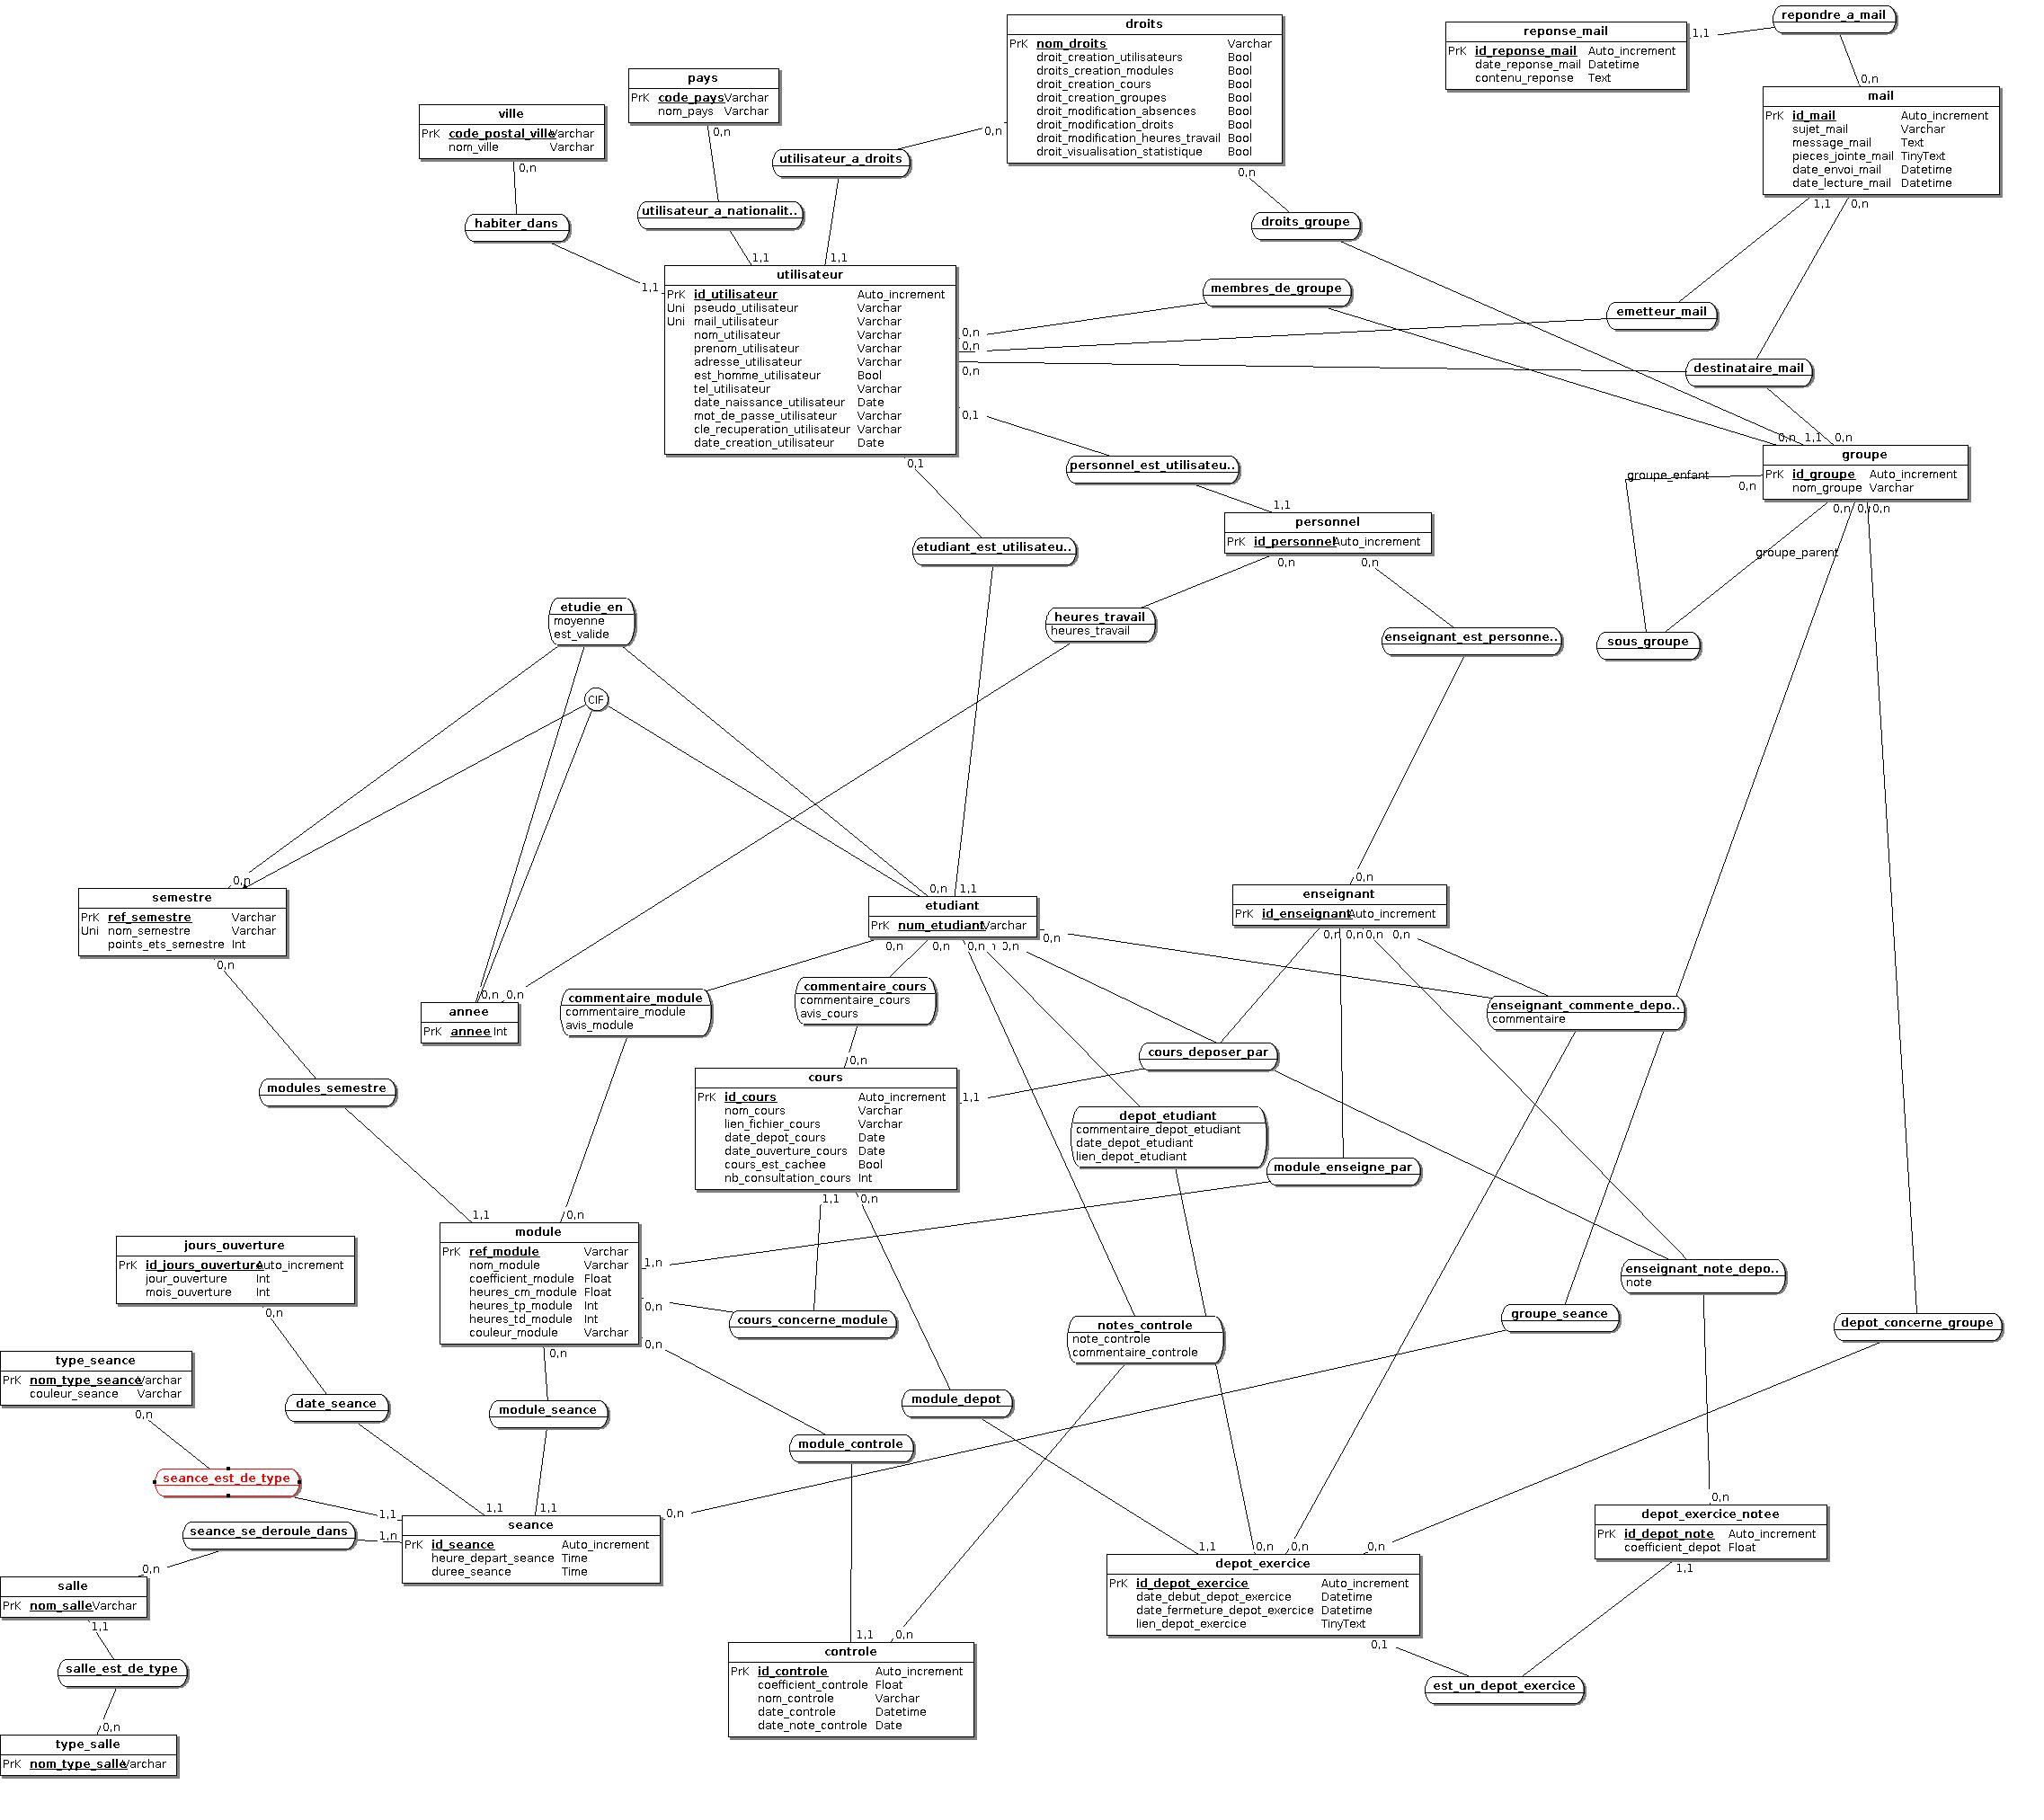 droits
PrK nom_droits Varchar
droit_creation_utilisateurs Bool
droits_creation_modules Bool
droit_creation_cours Bool
droit_creation_groupes Bool
droit_modification_absences Bool
droit_modification_droits Bool
droit_modification_heures_travail Bool
droit_visualisation_statistique Bool
0,n
0,n
reponse_mail
PrK id_reponse_mail Auto_increment
date_reponse_mail Datetime
contenu_reponse Text
1,1
repondre_a_mail
0,n
mail
PrK id_mail Auto_increment
sujet_mail Varchar
message_mail Text
pieces_jointe_mail TinyText
date_envoi_mail Datetime
date_lecture_mail Datetime
1,1 0,n
pays
PrK code_pays Varchar
nom_pays Varchar
0,n
ville
PrK code_postal_ville Varchar
nom_ville Varchar
0,n
utilisateur_a_droits
utilisateur_a_nationalit..
habiter_dans
droits_groupe
1,1 1,1
1,1
utilisateur
PrK id_utilisateur Auto_increment
Uni pseudo_utilisateur Varchar
Uni mail_utilisateur Varchar
nom_utilisateur Varchar
prenom_utilisateur Varchar
adresse_utilisateur Varchar
est_homme_utilisateur Bool
tel_utilisateur Varchar
date_naissance_utilisateur Date
mot_de_passe_utilisateur Varchar
cle_recuperation_utilisateur Varchar
date_creation_utilisateur Date
0,n
0,n
0,n
0,1
0,1
membres_de_groupe
emetteur_mail
destinataire_mail
personnel_est_utilisateu..
0,n 1,1 0,n
groupe
PrK id_groupe Auto_increment
nom_groupe Varchar
groupe_enfant
0,n
0,n 0,n 0,n
groupe_parent
sous_groupe
1,1
personnel
PrK id_personnel Auto_increment
0,n 0,n
etudiant_est_utilisateu..
etudie_en
moyenne
est_valide
heures_travail
heures_travail
enseignant_est_personne..
CIF
0,n
semestre
PrK ref_semestre Varchar
Uni nom_semestre Varchar
points_ets_semestre Int
0,n
0,n 1,1
etudiant
PrK num_etudiant Varchar
0,n 0,n 0,n 0,n
0,n
0,n
enseignant
PrK id_enseignant Auto_increment
0,n 0,n 0,n 0,n
0,n 0,n
annee
PrK annee Int
commentaire_module
commentaire_module
avis_module
commentaire_cours
commentaire_cours
avis_cours
enseignant_commente_depo..
commentaire
cours_deposer_par
0,n
cours
PrK id_cours Auto_increment
nom_cours Varchar
lien_fichier_cours Varchar
date_depot_cours Date
date_ouverture_cours Date
cours_est_cachee Bool
nb_consultation_cours Int
1,1
1,1 0,n
modules_semestre
depot_etudiant
commentaire_depot_etudiant
date_depot_etudiant
lien_depot_etudiant
module_enseigne_par
1,1 0,n
module
PrK ref_module Varchar
nom_module Varchar
coefficient_module Float
heures_cm_module Float
heures_tp_module Int
heures_td_module Int
couleur_module Varchar
1,n
0,n
0,n
0,n
jours_ouverture
PrK id_jours_ouverture Auto_increment
jour_ouverture Int
mois_ouverture Int
0,n
cours_concerne_module
enseignant_note_depo..
note
groupe_seance
depot_concerne_groupe
notes_controle
note_controle
commentaire_controle
type_seance
PrK nom_type_seance Varchar
couleur_seance Varchar
0,n
date_seance
module_seance
module_depot
module_controle
seance_est_de_type
1,1 1,1
1,1
0,n
seance
PrK id_seance Auto_increment
heure_depart_seance Time
duree_seance Time
seance_se_deroule_dans
1,n
0,n
salle
PrK nom_salle Varchar
1,1
salle_est_de_type
0,n
type_salle
PrK nom_type_salle Varchar
0,n
depot_exercice_notee
PrK id_depot_note Auto_increment
coefficient_depot Float
1,1
1,1 0,n 0,n 0,n
depot_exercice
PrK id_depot_exercice Auto_increment
date_debut_depot_exercice Datetime
date_fermeture_depot_exercice Datetime
lien_depot_exercice TinyText
0,1
est_un_depot_exercice
1,1 0,n
controle
PrK id_controle Auto_increment
coefficient_controle Float
nom_controle Varchar
date_controle Datetime
date_note_controle Date